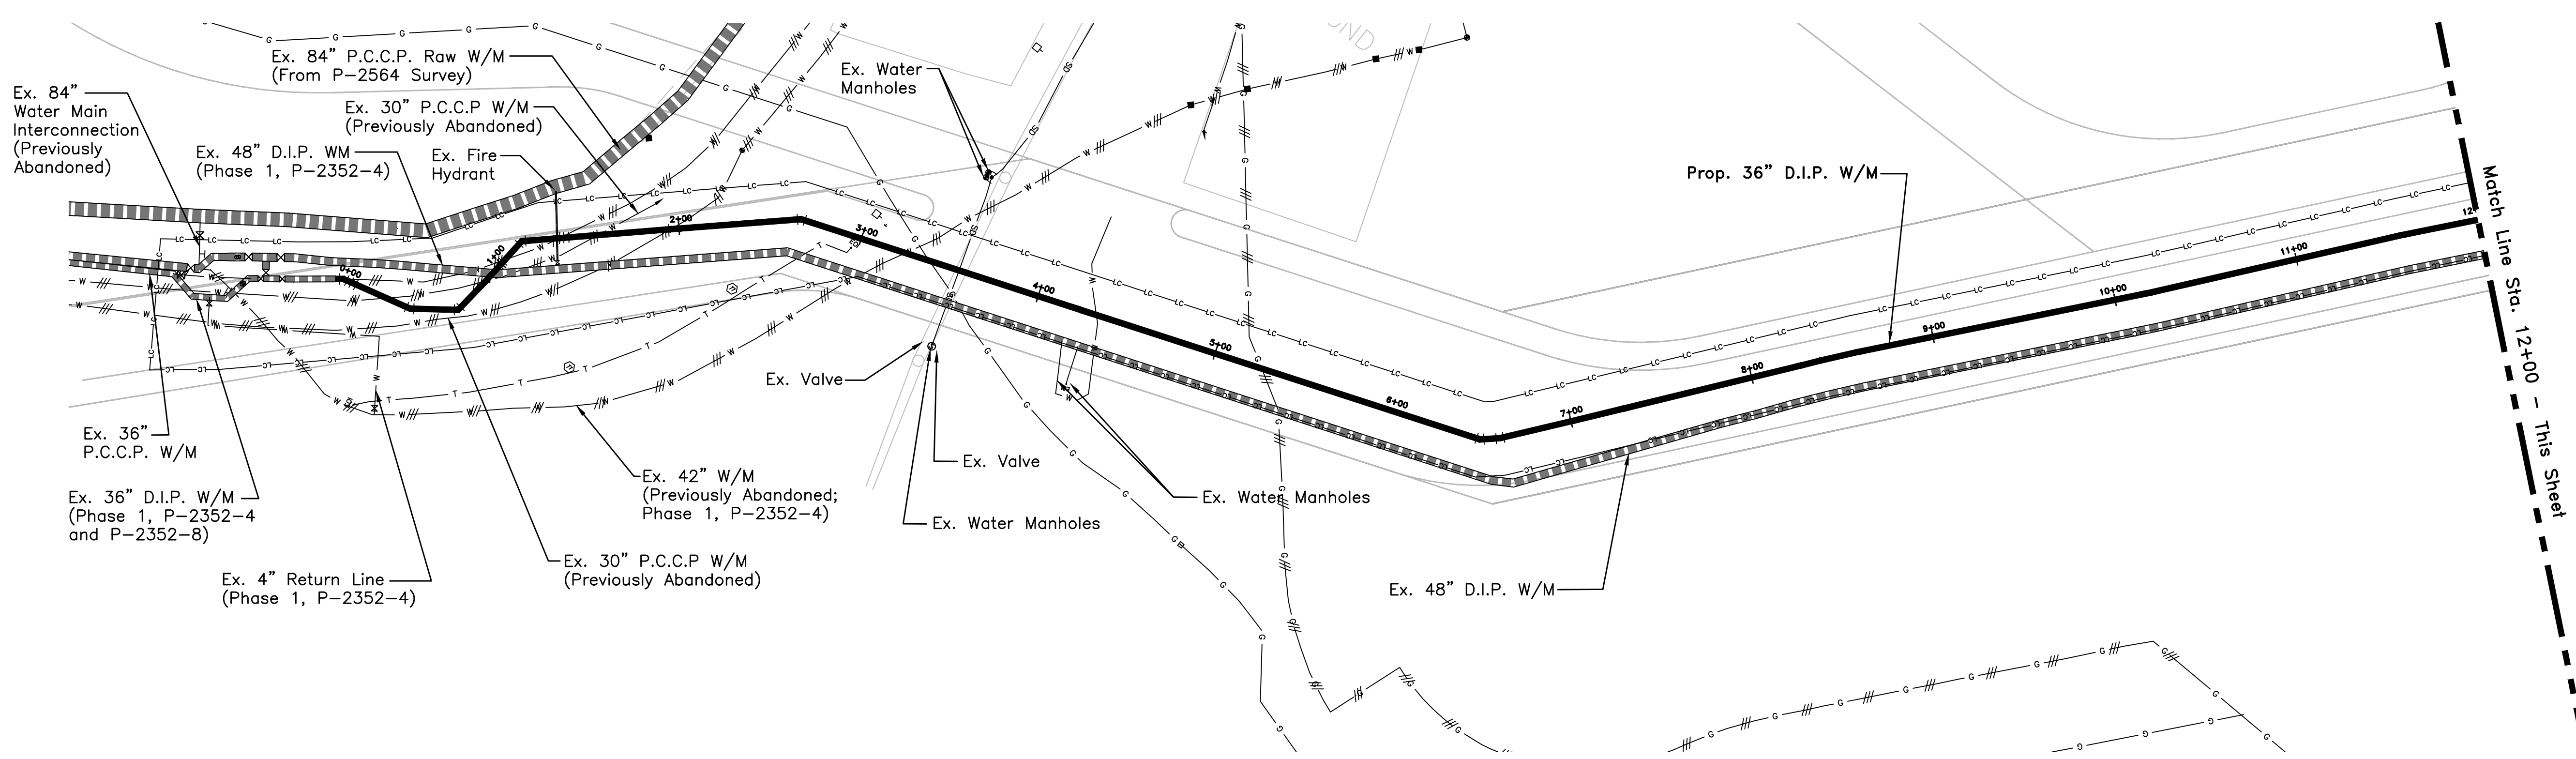 Ex. 84" P.C.C.P. Raw W/M
(From P-2564 Survey)
Ex. 84"
Water Main
Interconnection
(Previously
Abandoned)
Ex. 30" P.C.C.P W/M
(Previously Abandoned)
Ex. 48" D.I.P. WM
(Phase 1, P-2352-4)
Ex. Fire
Hydrant
Ex. Water
Manholes
Prop. 36" D.I.P. W/M
Match Line Sta. 12+00 - This Sheet
0+00
1+00
2+00
3+00
4+00
5+00
6+00
7+00
8+00
9+00
10+00
11+00
12
Ex. Valve
Ex. 36"
P.C.C.P. W/M
Ex. Valve
Ex. 42" W/M
(Previously Abandoned;
Phase 1, P-2352-4)
Ex. Water Manholes
Ex. 36" D.I.P. W/M
(Phase 1, P-2352-4
and P-2352-8)
Ex. Water Manholes
Ex. 30" P.C.C.P W/M
(Previously Abandoned)
Ex. 4" Return Line
(Phase 1, P-2352-4)
Ex. 48" D.I.P. W/M